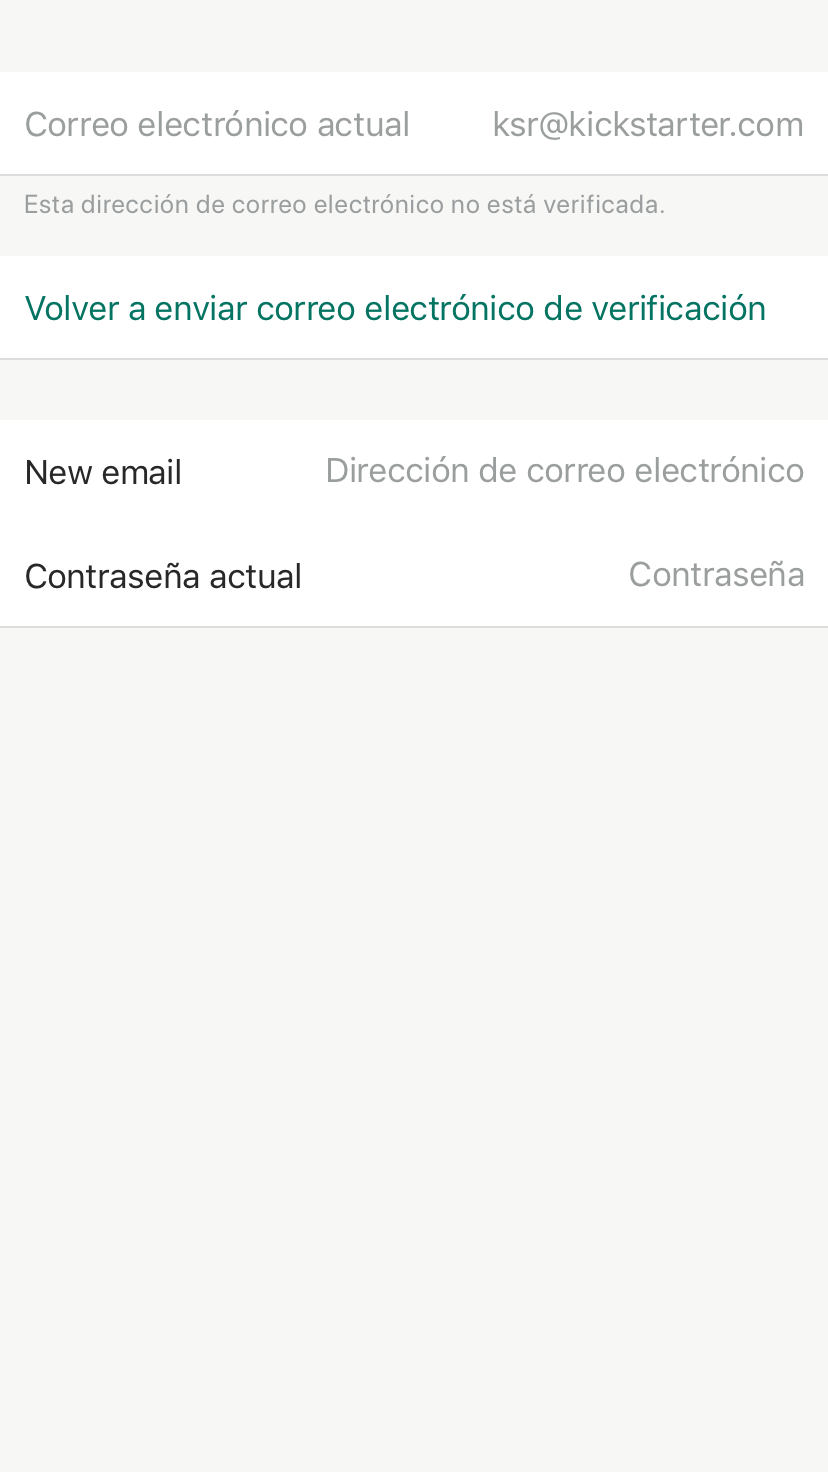 Correo electrónico actual ksr@kickstarter.com
Esta dirección de correo electrónico no está verificada.
Volver a enviar correo electrónico de verificación
New email Dirección de correo electrónico
Contraseña actual Contraseña